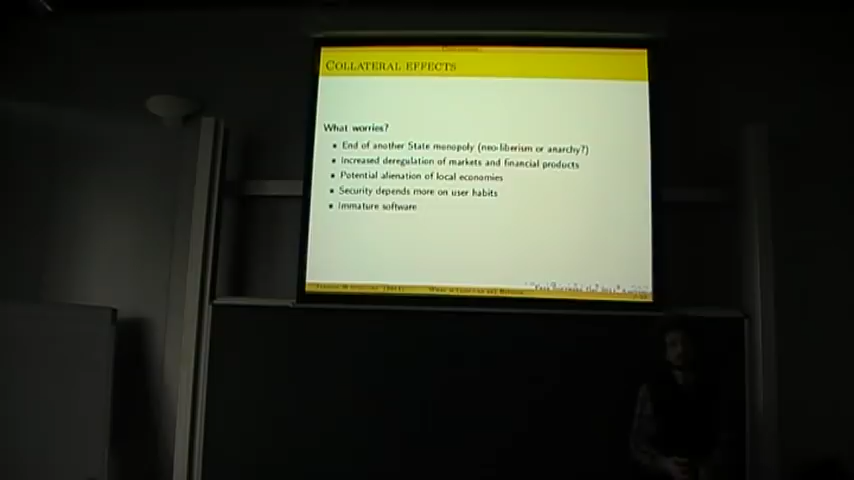 COLLATERAL EFFECTS
What worries?
End of another State monopoly (neo-liberism or anarchy?)
Increased deregulation of markets and financial products
Potential alienation of local economies
Security depends more on user habits
Immature software